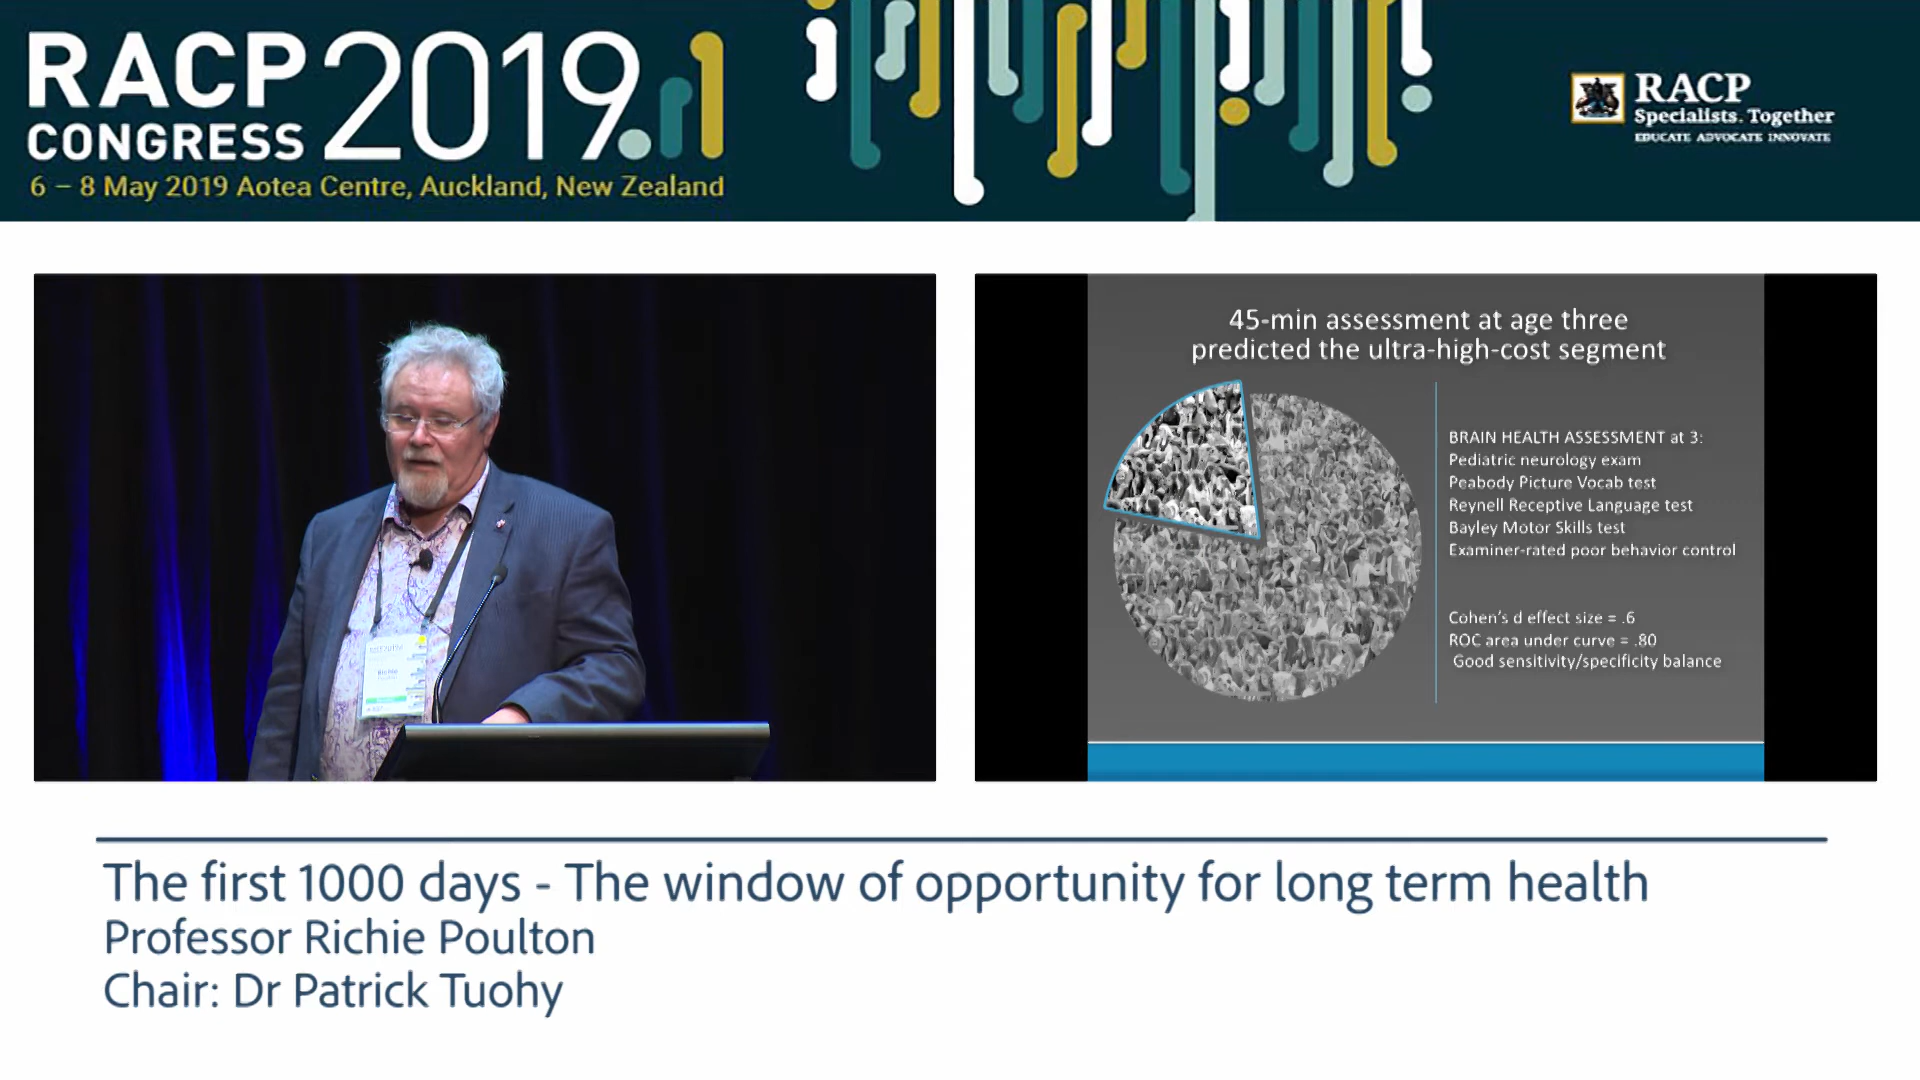 RACP
CONGRESS
2019
6 – 8 May 2019 Aotea Centre, Auckland, New Zealand
RACP
Specialists. Together
EDUCATE ADVOCATE INNOVATE
Richie
45-min assessment at age three
predicted the ultra-high-cost segment
BRAIN HEALTH ASSESSMENT at 3:
Pediatric neurology exam
Peabody Picture Vocab test
Reynell Receptive Language test
Bayley Motor Skills test
Examiner-rated poor behavior control
Cohen's d effect size = .6
ROC area under curve = .80
Good sensitivity/specificity balance
The first 1000 days - The window of opportunity for long term health
Professor Richie Poulton
Chair: Dr Patrick Tuohy